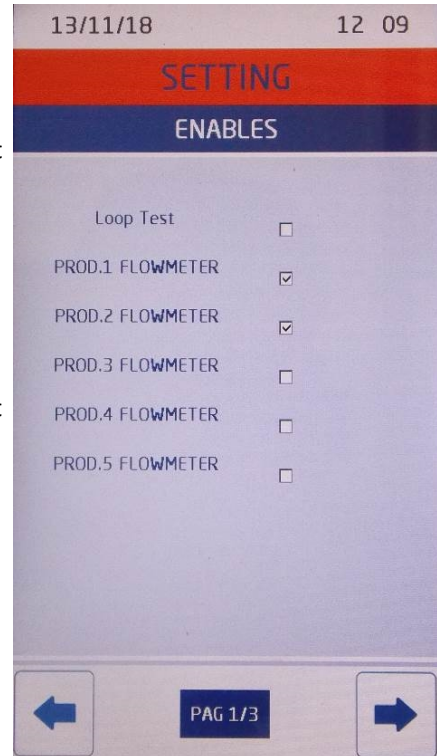 13/11/18 12 09
SETTING
ENABLES
Loop Test
PROD.1 FLOWMETER
PROD.2 FLOWMETER
PROD.3 FLOWMETER
PROD.4 FLOWMETER
PROD.5 FLOWMETER
PAG 1/3